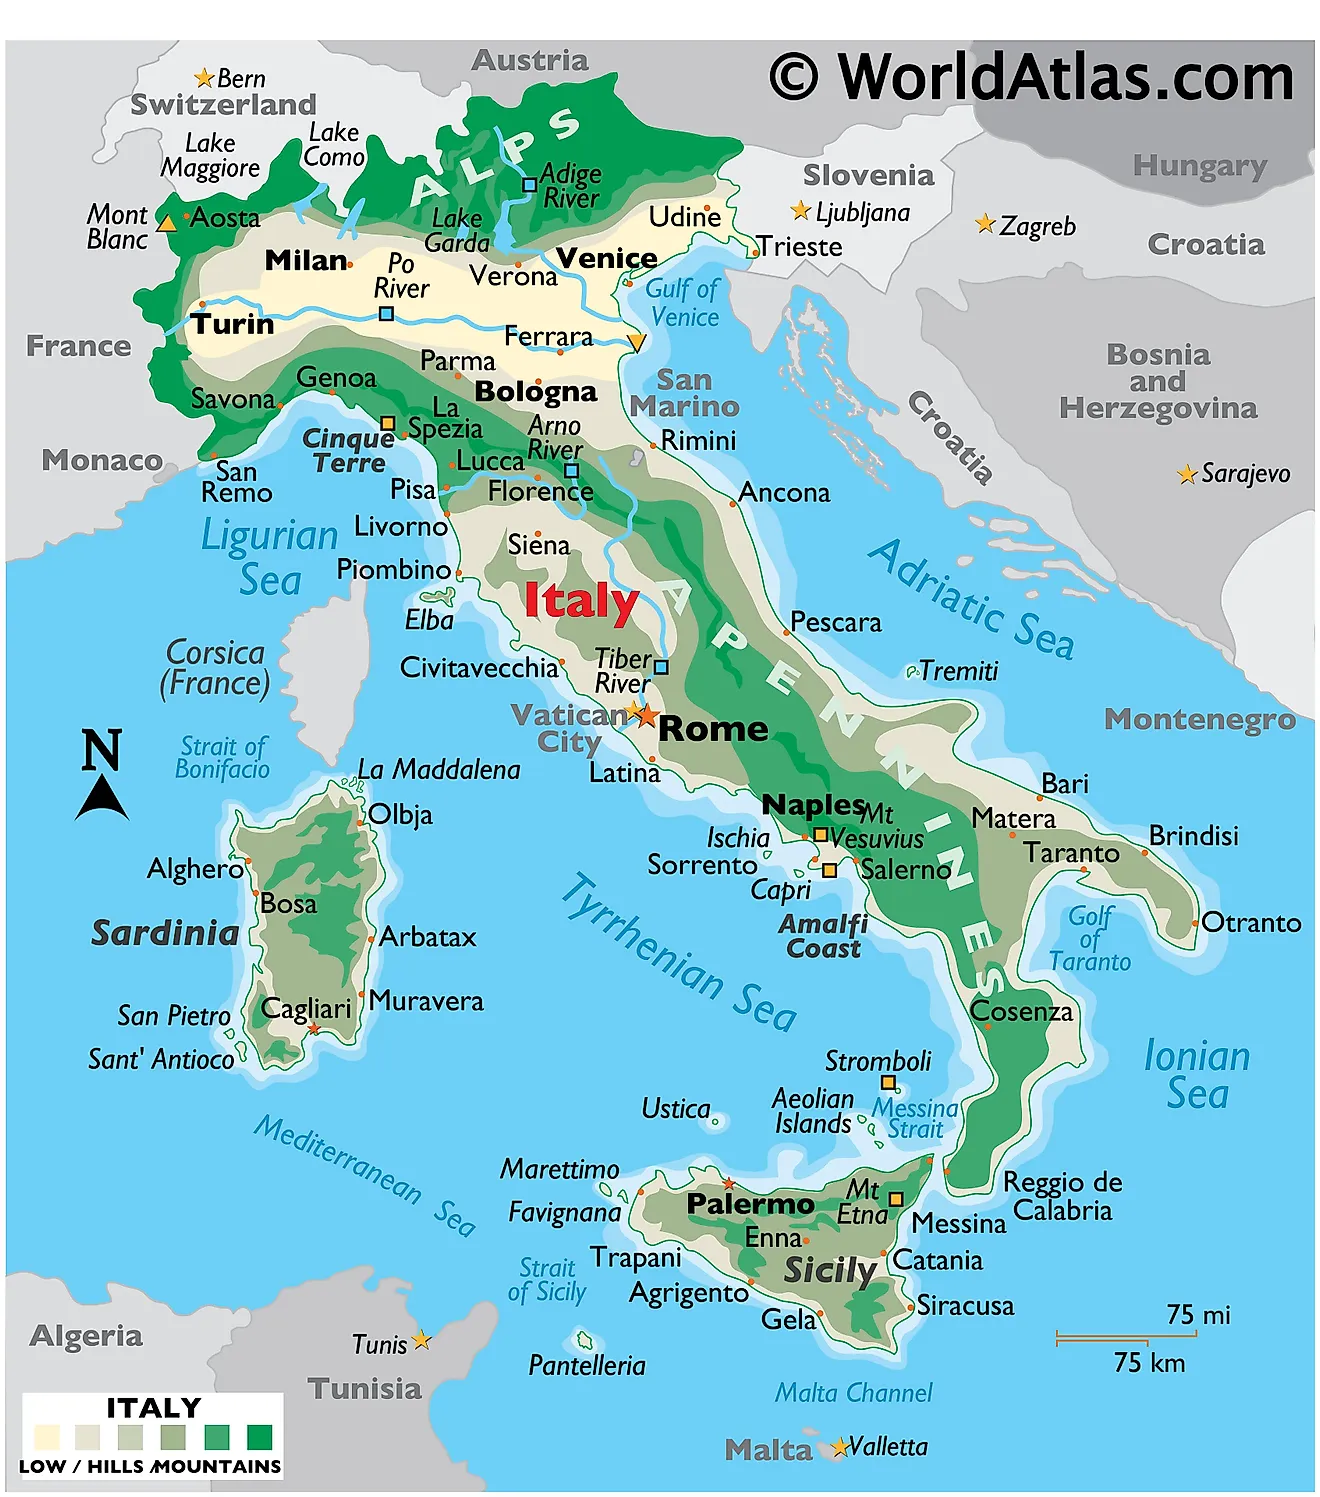 © WorldAtlas.com
Austria
Bern
Switzerland
Lake
Maggiore
Lake
Como
ALPS
Adige
River
Hungary
Slovenia
Ljubljana
Zagreb
Croatia
Mont
Blanc
Aosta
Lake
Garda
Udine
Trieste
Milan
Po
River
Verona
Venice
Gulf of
Venice
Turin
Ferrara
France
Parma
Bologna
San
Marino
Bosnia
and
Herzegovina
Croatia
Sarajevo
Genoa
Savona
Cinque
Terre
La
Spezia
Arno
River
Rimini
Monaco
San
Remo
Lucca
Pisa
Florence
Ancona
Ligurian
Sea
Livorno
Siena
Piombino
Italy
Elba
Adriatic Sea
APENNINES
Pescara
Corsica
(France)
Civitavecchia
Tiber
River
Tremiti
Vatican
City
Rome
Montenegro
N
Strait of
Bonifacio
La Maddalena
Latina
Olbja
Naples
Mt
Vesuvius
Bari
Matera
Brindisi
Taranto
Ischia
Sorrento
Capri
Salerno
Amalfi
Coast
Alghero
Bosa
Sardinia
Arbatax
Otranto
Golf
of
Taranto
Tyrrhenian Sea
Cagliari
Muravera
San Pietro
Sant' Antioco
Cosenza
Ionian
Sea
Stromboli
Aeolian
Islands
Messina
Strait
Ustica
Mediterranean Sea
Marettimo
Favignana
Palermo
Mt
Etna
Reggio de
Calabria
Messina
Enna
Trapani
Sicily
Catania
Strait
of Sicily
Agrigento
Gela
Siracusa
75 mi
75 km
Algeria
Tunis
Tunisia
Pantelleria
Malta Channel
Malta
Valletta
ITALY
LOW / HILLS /MOUNTAINS